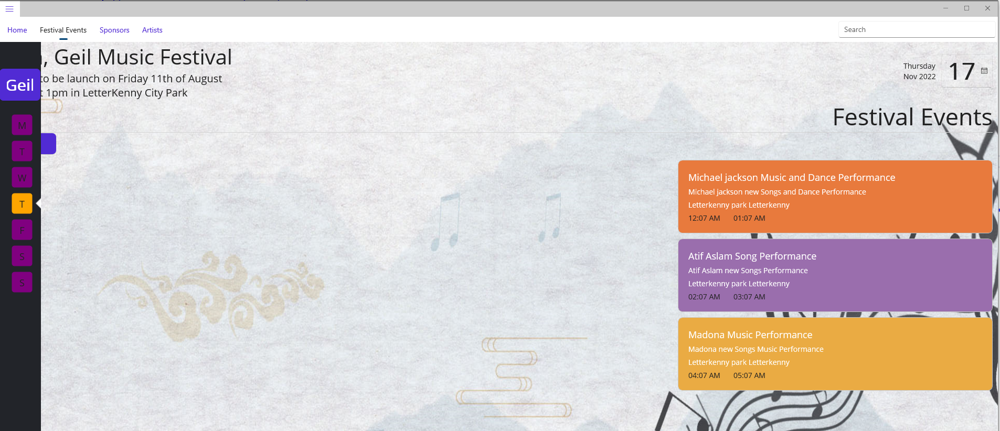 Home Festival Events Sponsors Artists
Search
, Geil Music Festival
to be launch on Friday 11th of August
1pm in LetterKenny City Park
Geil
Thursday
Nov 2022
17
Festival Events
M
T
W
T
F
S
S
Michael jackson Music and Dance Performance
Michael jackson new Songs and Dance Performance
Letterkenny park Letterkenny
12:07 AM 01:07 AM
Atif Aslam Song Performance
Atif Aslam new Songs Performance
Letterkenny park Letterkenny
02:07 AM 03:07 AM
Madona Music Performance
Madona new Songs Music Performance
Letterkenny park Letterkenny
04:07 AM 05:07 AM